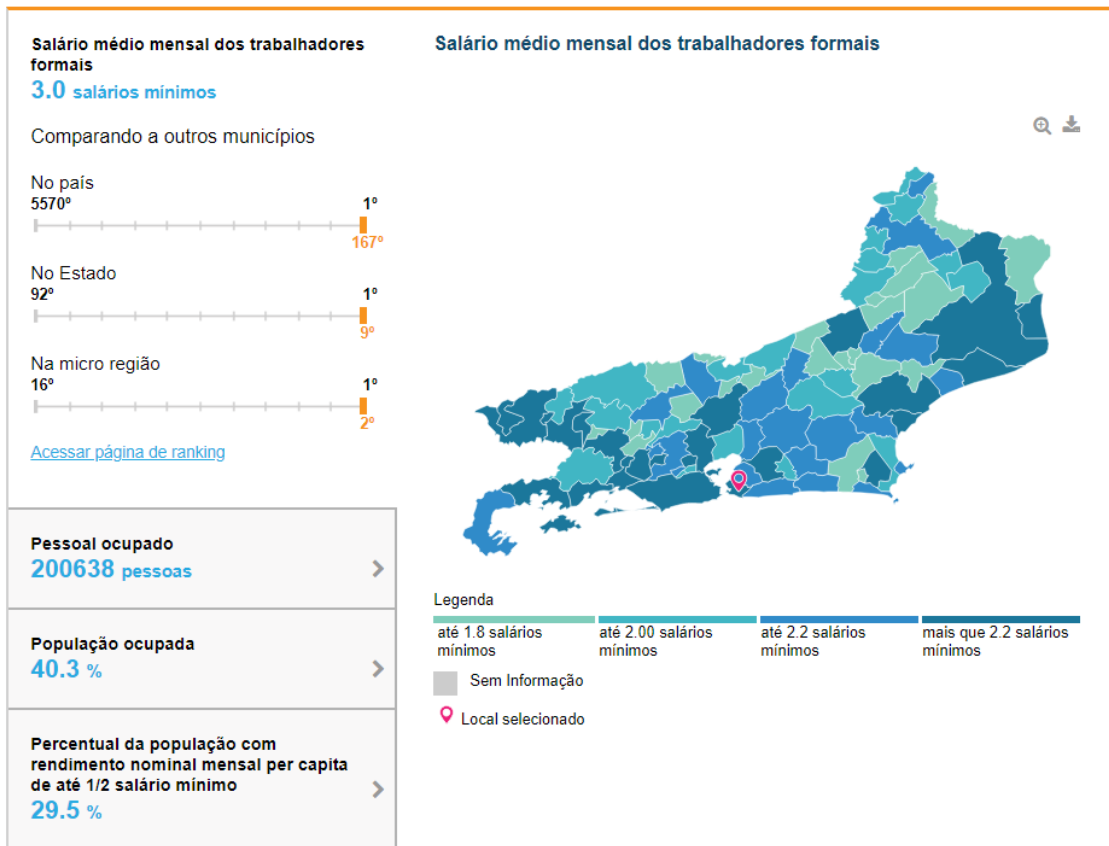 Salário médio mensal dos trabalhadores
formais
3.0 salários mínimos
Comparando a outros municípios
No país
5570º 1º
167º
No Estado
92º 1º
9º
Na micro região
16º 1º
2º
Acessar página de ranking
Pessoal ocupado
200638 pessoas
População ocupada
40.3 %
Percentual da população com
rendimento nominal mensal per capita
de até 1/2 salário mínimo
29.5 %
Salário médio mensal dos trabalhadores formais
Legenda
até 1.8 salários
mínimos
até 2.00 salários
mínimos
até 2.2 salários
mínimos
mais que 2.2 salários
mínimos
Sem Informação
Local selecionado